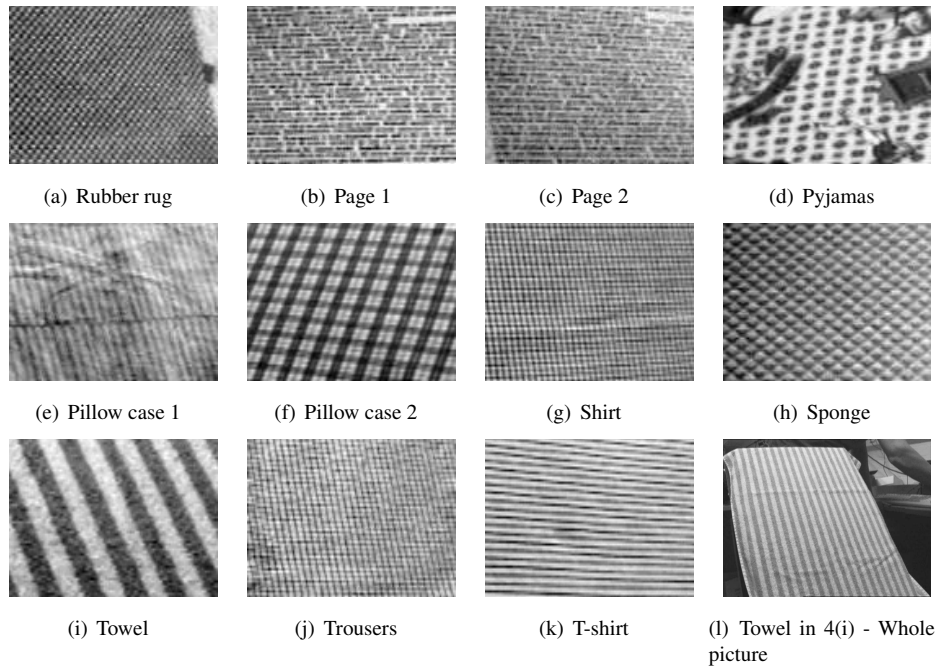 (a) Rubber rug
(b) Page 1
(c) Page 2
(d) Pyjamas
(e) Pillow case 1
(f) Pillow case 2
(g) Shirt
(h) Sponge
(i) Towel
(j) Trousers
(k) T-shirt
(l) Towel in 4(i) - Whole
picture